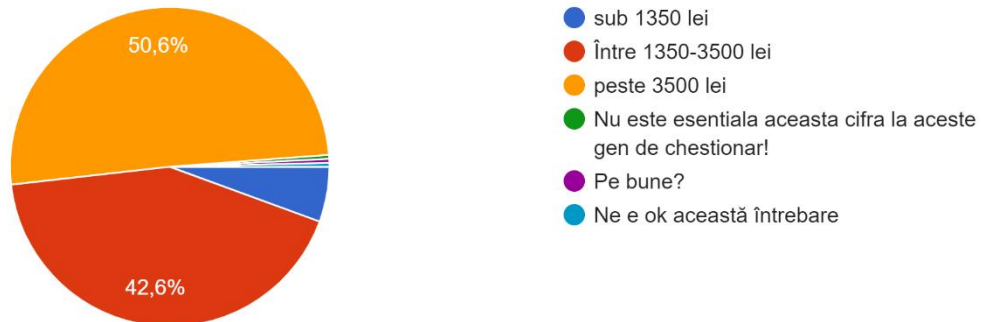 50,6%
42,6%
sub 1350 lei
Între 1350-3500 lei
peste 3500 lei
Nu este esentiala aceasta cifra la aceste
gen de chestionar!
Pe bune?
Ne e ok această întrebare